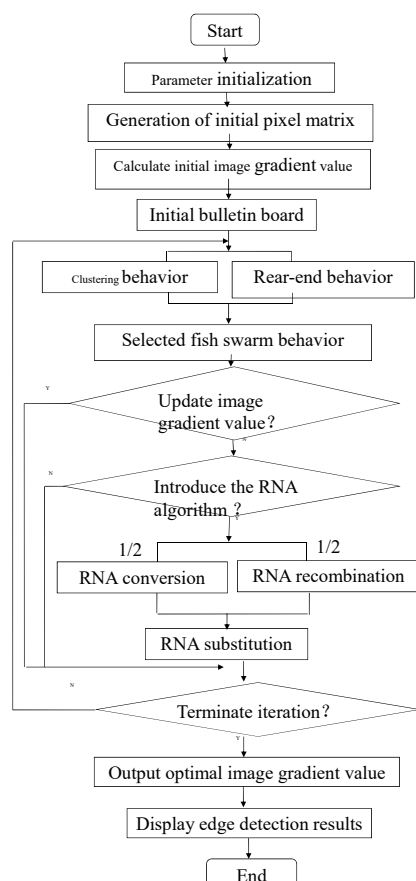 Start
Parameter initialization
Generation of initial pixel matrix
Calculate initial image gradient value
Initial bulletin board
Clustering behavior
Rear-end behavior
Selected fish swarm behavior
Y
Update image
gradient value？
N
N
Introduce the RNA
algorithm？
Y
1/2
1/2
RNA conversion
RNA recombination
RNA substitution
N
Terminate iteration？
Y
Output optimal image gradient value
Display edge detection results
End